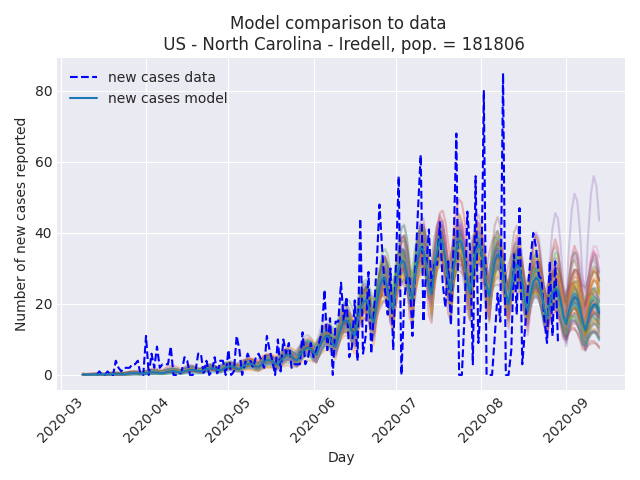 Model comparison to data
US - North Carolina - Iredell, pop. = 181806
new cases data
new cases model
Number of new cases reported
80
60
40
20
0
2020-03
2020-04
2020-05
2020-06
2020-07
2020-08
2020-09
Day